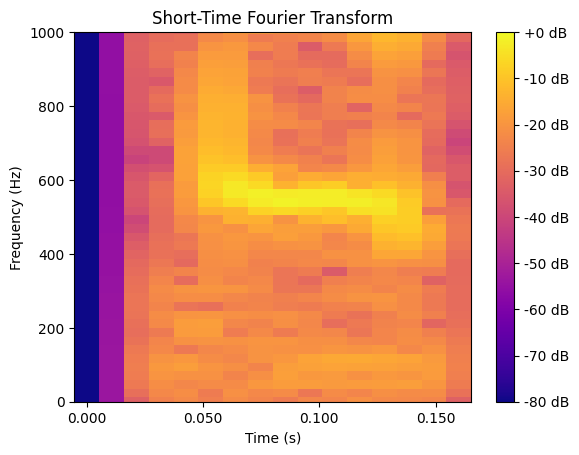 Short-Time Fourier Transform
1000
800
600
400
200
0
Frequency (Hz)
0.000
0.050
0.100
0.150
Time (s)
+0 dB
-10 dB
-20 dB
-30 dB
-40 dB
-50 dB
-60 dB
-70 dB
-80 dB